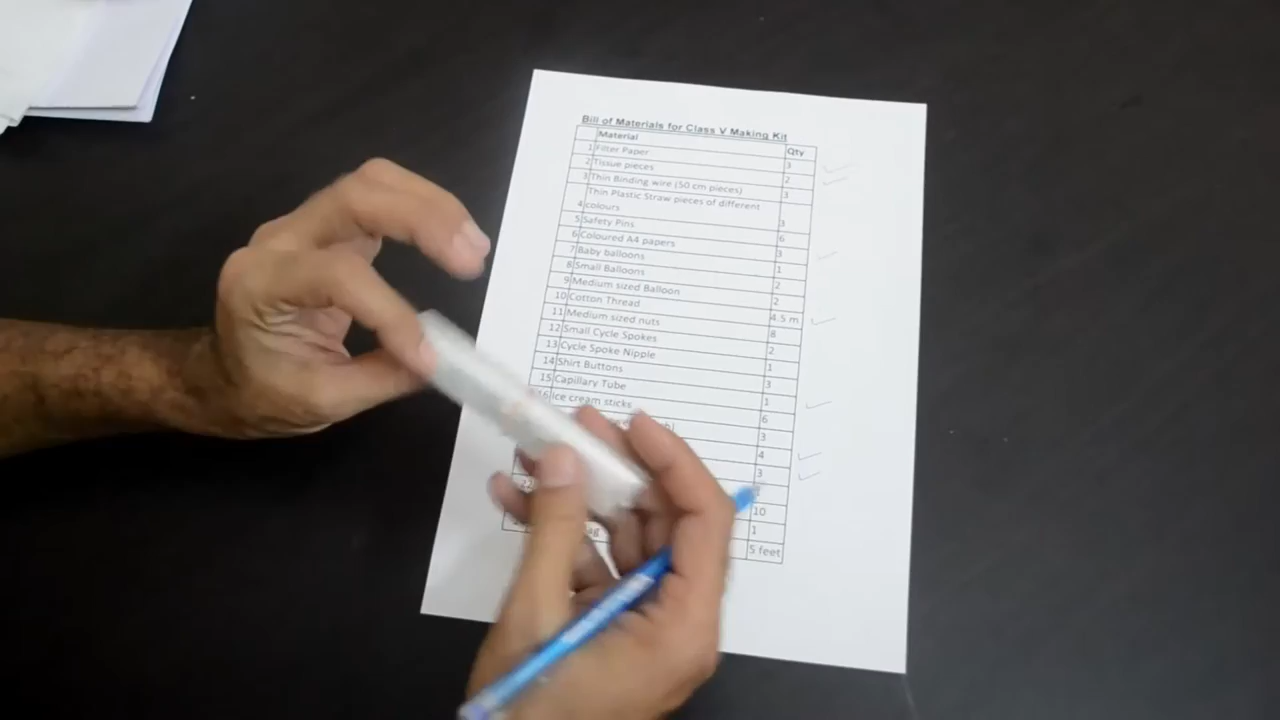 Bill of Materials for Class V Making Kit
Material Qty
1 Filter Paper 3
2 Tissue pieces 2
3 Thin Binding wire (50 cm pieces) 3
Thin Plastic Straw pieces of different
4 colours 3
5 Safety Pins 6
6 Coloured A4 papers 3
7 Baby balloons 1
8 Small Balloons 2
9 Medium sized Balloon 2
10 Cotton Thread 4.5 m
11 Medium sized nuts 8
12 Small Cycle Spokes 2
13 Cycle Spoke Nipple 1
14 Shirt Buttons 3
15 Capillary Tube 1
16 Ice cream sticks 6
3
4
3
22 10
1
5 feet